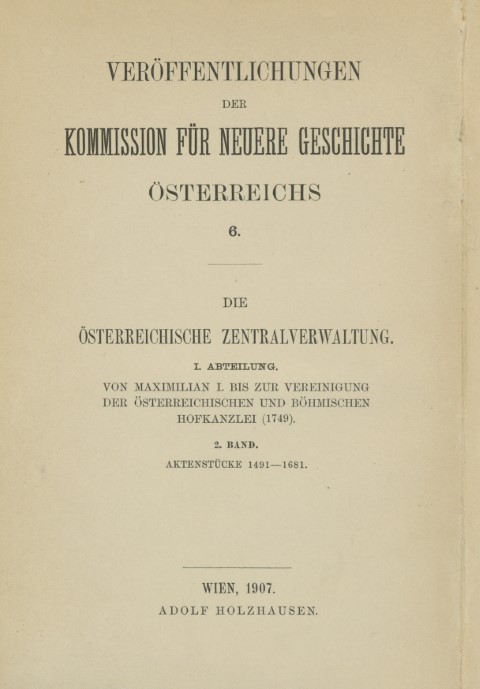 VERÖFFENTLICHUNGEN
DER
KOMMISSION FÜR NEUERE GESCHICHTE
ÖSTERREICHS
6.
DIE
ÖSTERREICHISCHE ZENTRALVERWALTUNG.
I. ABTEILUNG.
VON MAXIMILIAN I. BIS ZUR VEREINIGUNG
DER ÖSTERREICHISCHEN UND BÖHMISCHEN
HOFKANZLEI (1749).
2. BAND.
AKTENSTÜCKE 1491—1681.
WIEN, 1907.
ADOLF HOLZHAUSEN.